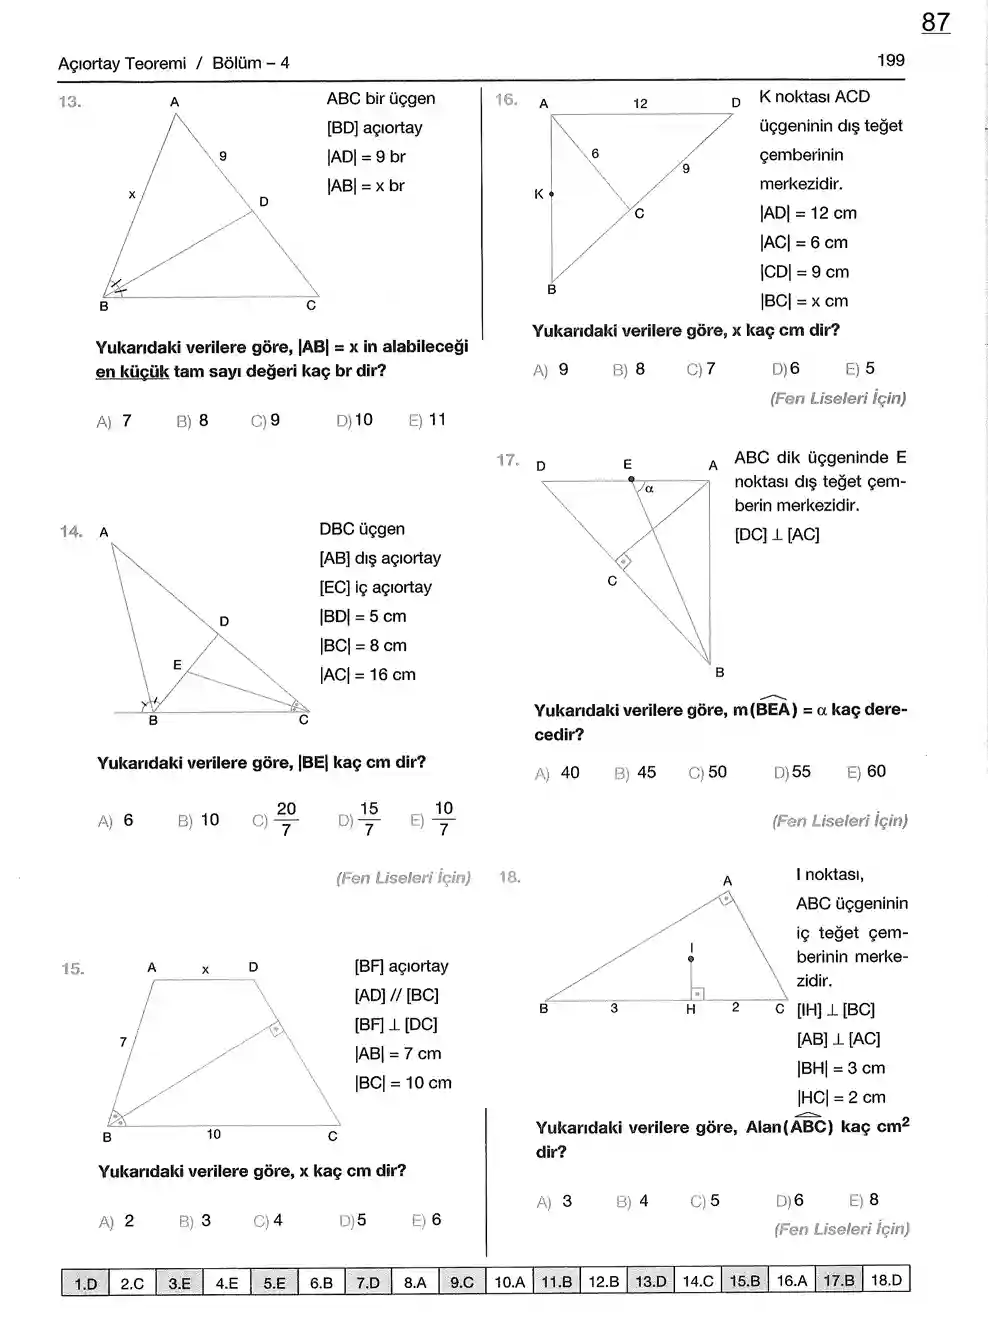 87
Açıortay Teoremi / Bölüm – 4
199
13.
A
9
x
D
B
C
ABC bir üçgen
[BD] açıortay
|AD| = 9 br
|AB| = x br
Yukarıdaki verilere göre, |AB| = x in alabileceği
en küçük tam sayı değeri kaç br dir?
A) 7 B) 8 C) 9 D) 10 E) 11
14.
A
D
E
B
C
DBC üçgen
[AB] dış açıortay
[EC] iç açıortay
|BD| = 5 cm
|BC| = 8 cm
|AC| = 16 cm
Yukarıdaki verilere göre, |BE| kaç cm dir?
A) 6 B) 10 C) 20/7 D) 15/7 E) 10/7
(Fen Liseleri İçin)
15.
A x D
7
B 10 C
[BF] açıortay
[AD] // [BC]
[BF] ⊥ [DC]
|AB| = 7 cm
|BC| = 10 cm
Yukarıdaki verilere göre, x kaç cm dir?
A) 2 B) 3 C) 4 D) 5 E) 6
16.
A 12 D
6
9
K
C
B
K noktası ACD
üçgeninin dış teğet
çemberinin
merkezidir.
|AD| = 12 cm
|AC| = 6 cm
|CD| = 9 cm
|BC| = x cm
Yukarıdaki verilere göre, x kaç cm dir?
A) 9 B) 8 C) 7 D) 6 E) 5
(Fen Liseleri İçin)
17.
D E A
α
C
B
ABC dik üçgeninde E
noktası dış teğet çem-
berin merkezidir.
[DC] ⊥ [AC]
Yukarıdaki verilere göre, m(BEA) = α kaç dere-
cedir?
A) 40 B) 45 C) 50 D) 55 E) 60
(Fen Liseleri İçin)
18.
A
I
B 3 H 2 C
I noktası,
ABC üçgeninin
iç teğet çem-
berinin merke-
zidir.
[IH] ⊥ [BC]
[AB] ⊥ [AC]
|BH| = 3 cm
|HC| = 2 cm
Yukarıdaki verilere göre, Alan(ABC) kaç cm²
dir?
A) 3 B) 4 C) 5 D) 6 E) 8
(Fen Liseleri İçin)
1.D 2.C 3.E 4.E 5.E 6.B 7.D 8.A 9.C 10.A 11.B 12.B 13.D 14.C 15.B 16.A 17.B 18.D